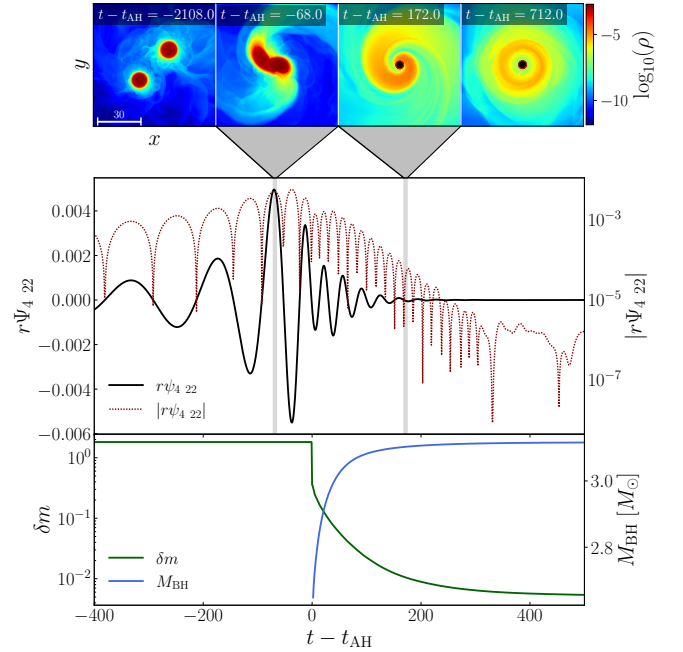 t − t_AH = −2108.0
t − t_AH = −68.0
t − t_AH = 172.0
t − t_AH = 712.0
y
30
x
−5
−10
log₁₀(ρ)
0.004
0.002
0.000
−0.002
−0.004
−0.006
rΨ₄ ₂₂
10⁻³
10⁻⁵
10⁻⁷
|rΨ₄ ₂₂|
rψ₄ ₂₂
|rψ₄ ₂₂|
10⁰
10⁻¹
10⁻²
δm
3.0
2.8
M_BH [M_⊙]
δm
M_BH
−400
−200
0
200
400
t − t_AH